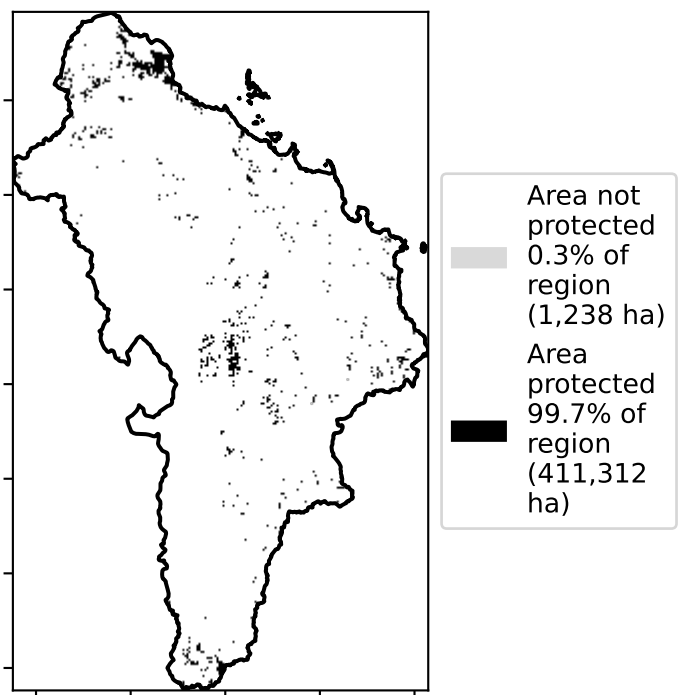 Area not
protected
0.3% of
region
(1,238 ha)
Area
protected
99.7% of
region
(411,312
ha)